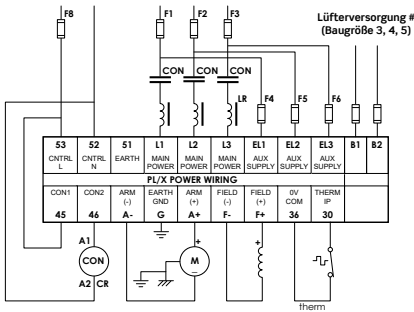 F8 F1 F2 F3
Lüfterversorgung #
(Baugröße 3, 4, 5)
CON CON CON
LR F4 F5 F6
53 52 51 L1 L2 L3 EL1 EL2 EL3 B1 B2
CNTRL L CNTRL N EARTH MAIN POWER MAIN POWER MAIN POWER AUX SUPPLY AUX SUPPLY AUX SUPPLY
PL/X POWER WIRING
CON1 CON2 ARM (-) EARTH GND ARM (+) FIELD (-) FIELD (+) 0V COM THERM IP
45 46 A- G A+ F- F+ 36 30
A1
+ +
CON M
-
A2 CR
therm